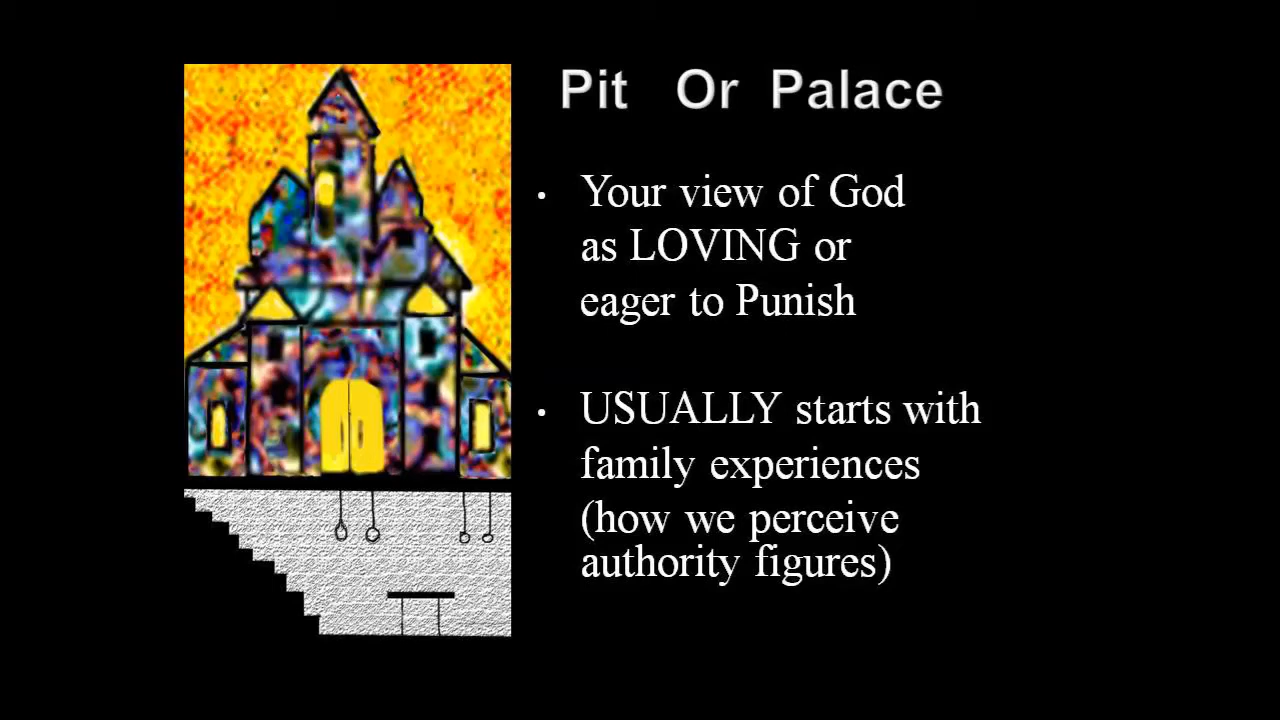 Pit Or Palace
• Your view of God
as LOVING or
eager to Punish
• USUALLY starts with
family experiences
(how we perceive
authority figures)